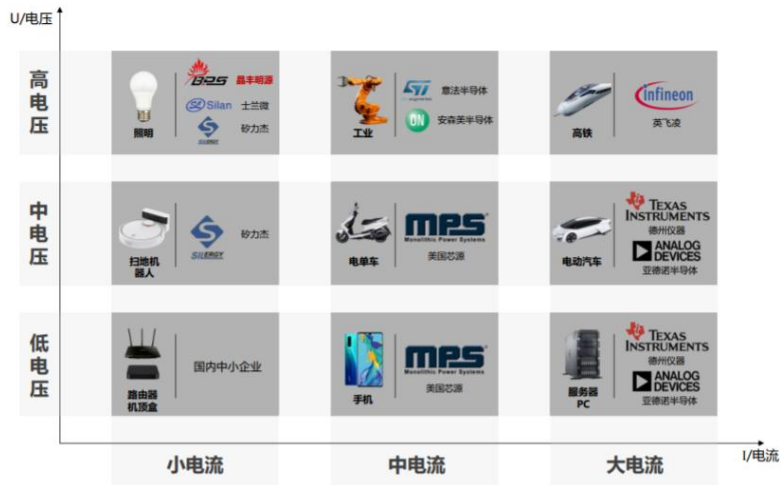 U/电压
高电压
照明
BPS 晶丰明源
Silan 士兰微
SILERGY 矽力杰
工业
ST 意法半导体
ON 安森美半导体
高铁
infineon
英飞凌
中电压
扫地机
器人
SILERGY 矽力杰
电单车
MPS
Monolithic Power Systems
美国芯源
电动汽车
TEXAS
INSTRUMENTS
德州仪器
ANALOG
DEVICES
亚德诺半导体
低电压
路由器
机顶盒
国内中小企业
手机
MPS
Monolithic Power Systems
美国芯源
服务器
PC
TEXAS
INSTRUMENTS
德州仪器
ANALOG
DEVICES
亚德诺半导体
小电流
中电流
大电流
I/电流